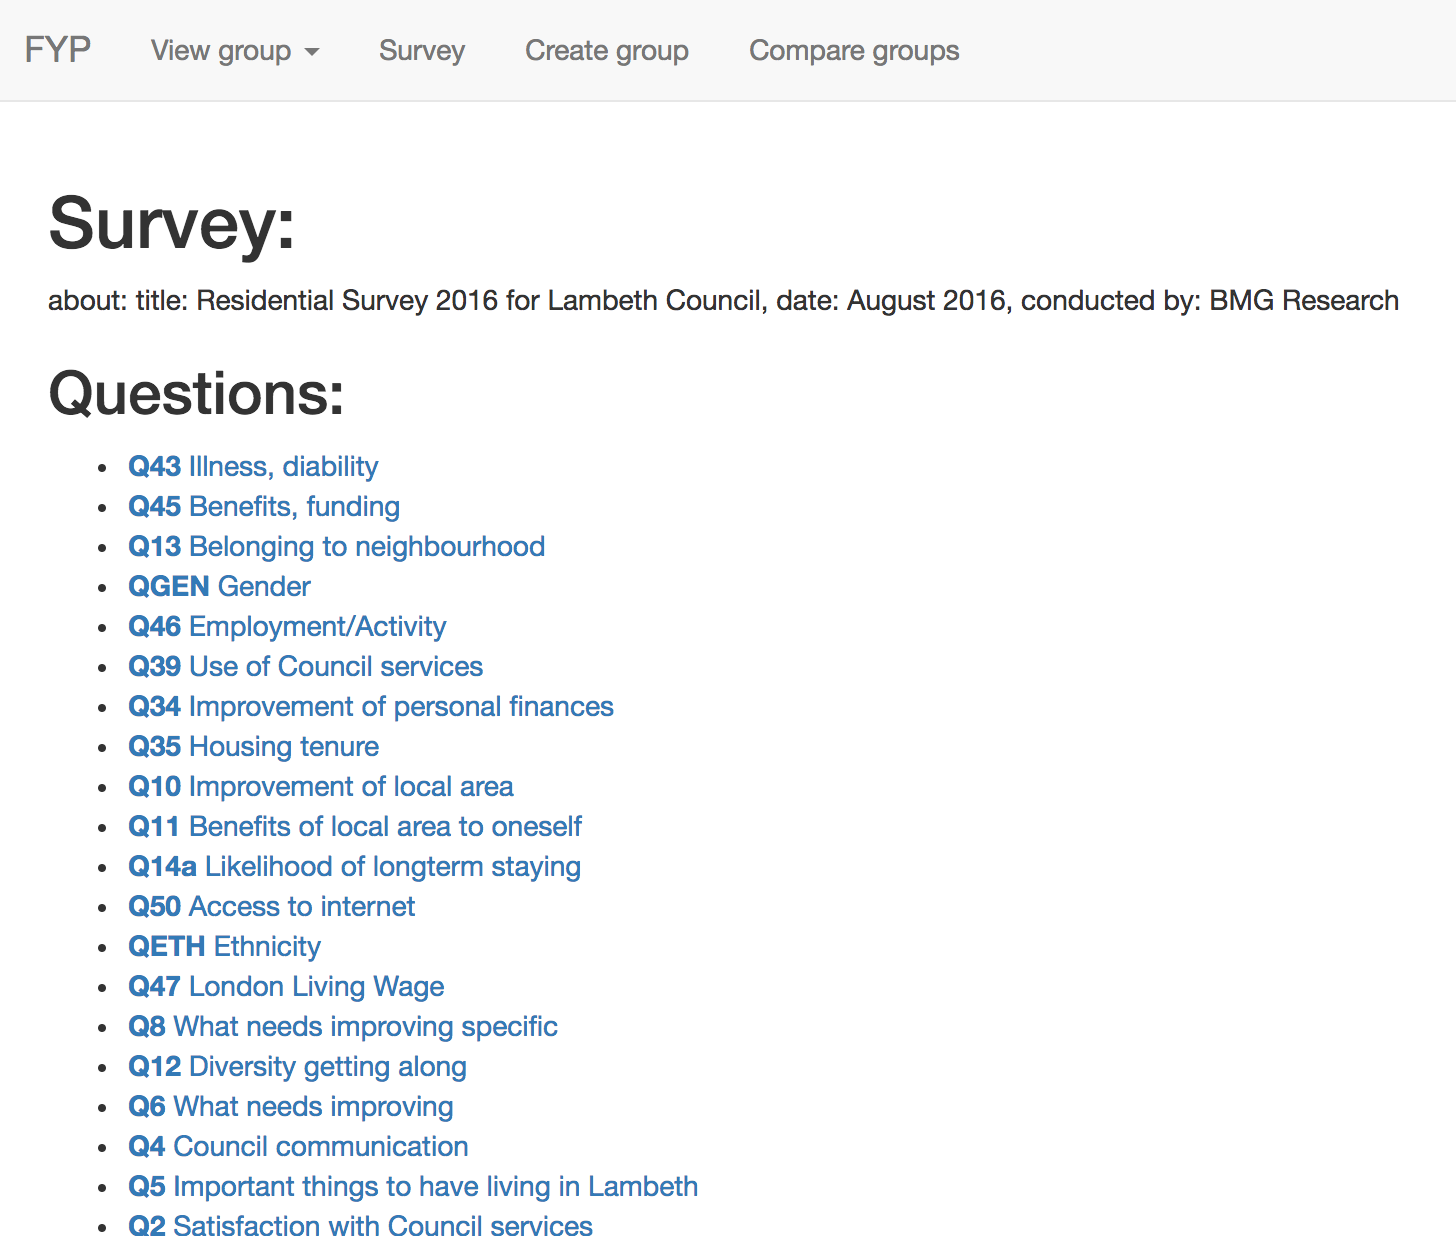 FYP View group Survey Create group Compare groups
Survey:
about: title: Residential Survey 2016 for Lambeth Council, date: August 2016, conducted by: BMG Research
Questions:
• Q43 Illness, diability
• Q45 Benefits, funding
• Q13 Belonging to neighbourhood
• QGEN Gender
• Q46 Employment/Activity
• Q39 Use of Council services
• Q34 Improvement of personal finances
• Q35 Housing tenure
• Q10 Improvement of local area
• Q11 Benefits of local area to oneself
• Q14a Likelihood of longterm staying
• Q50 Access to internet
• QETH Ethnicity
• Q47 London Living Wage
• Q8 What needs improving specific
• Q12 Diversity getting along
• Q6 What needs improving
• Q4 Council communication
• Q5 Important things to have living in Lambeth
• Q2 Satisfaction with Council services